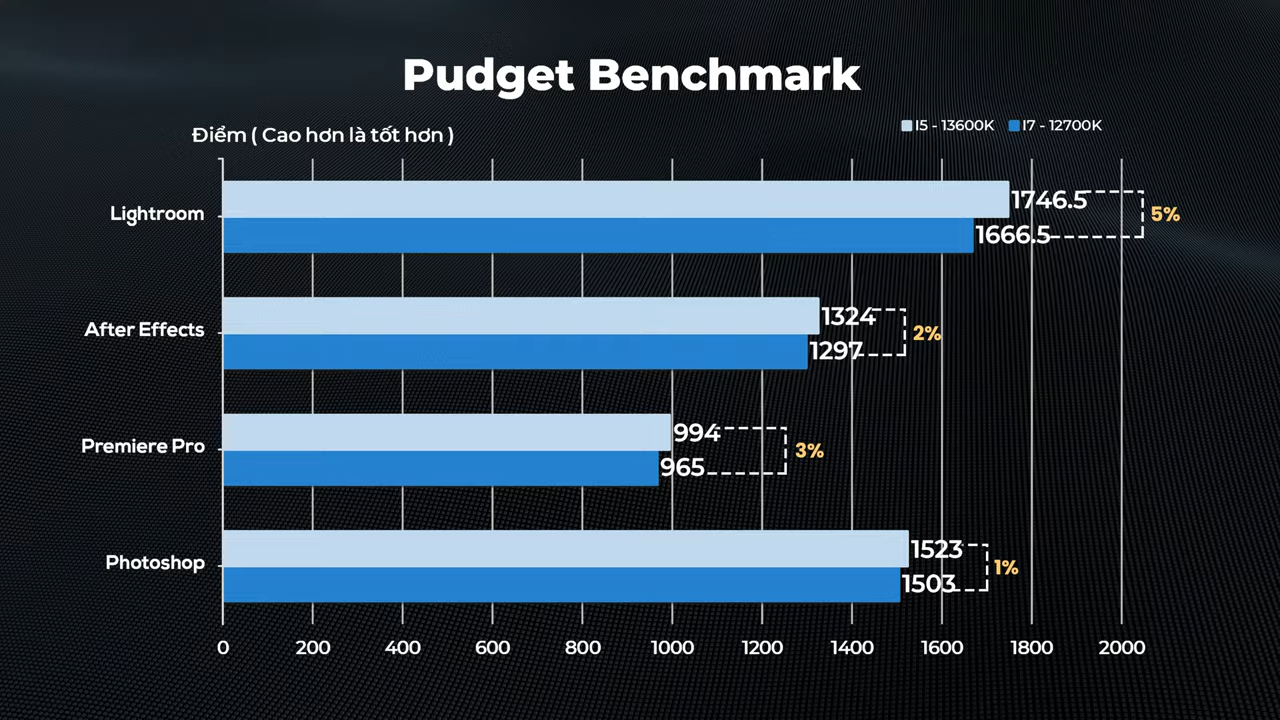 Pudget Benchmark
Điểm ( Cao hơn là tốt hơn )
I5 - 13600K I7 - 12700K
Lightroom
1746.5
1666.5
5%
After Effects
1324
1297
2%
Premiere Pro
994
965
3%
Photoshop
1523
1503
1%
0 200 400 600 800 1000 1200 1400 1600 1800 2000